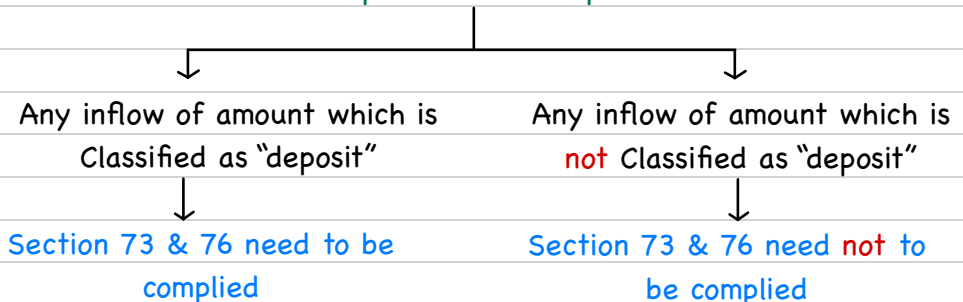 Any inflow of amount which is
Classified as “deposit”
Section 73 & 76 need to be
complied
Any inflow of amount which is
not Classified as “deposit”
Section 73 & 76 need not to
be complied